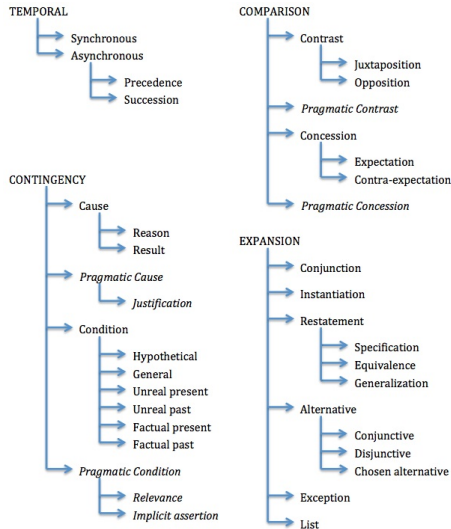 TEMPORAL
Synchronous
Asynchronous
Precedence
Succession
CONTINGENCY
Cause
Reason
Result
Pragmatic Cause
Justification
Condition
Hypothetical
General
Unreal present
Unreal past
Factual present
Factual past
Pragmatic Condition
Relevance
Implicit assertion
COMPARISON
Contrast
Juxtaposition
Opposition
Pragmatic Contrast
Concession
Expectation
Contra-expectation
Pragmatic Concession
EXPANSION
Conjunction
Instantiation
Restatement
Specification
Equivalence
Generalization
Alternative
Conjunctive
Disjunctive
Chosen alternative
Exception
List